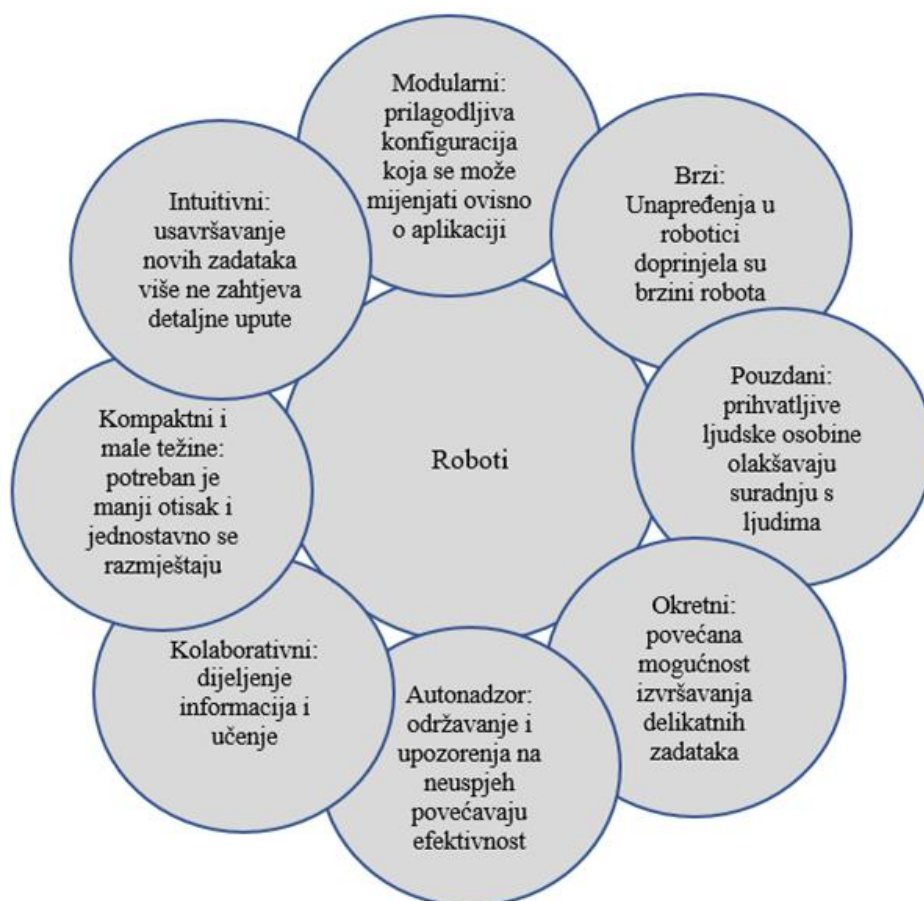 Modularni:
prilagodljiva
konfiguracija
koja se može
mijenjati ovisno
o aplikaciji
Brzi:
Unapređenja u
robotici
doprinjela su
brzini robota
Pouzdani:
prihvatljive
ljudske osobine
olakšavaju
suradnju s
ljudima
Okretni:
povećana
mogućnost
izvršavanja
delikatnih
zadataka
Autonadzor:
održavanje i
upozorenja na
neuspjeh
povećavaju
efektivnost
Kolaborativni:
dijeljenje
informacija i
učenje
Kompaktni i
male težine:
potreban je
manji otisak i
jednostavno se
razmještaju
Intuitivni:
usavršavanje
novih zadataka
više ne zahtjeva
detaljne upute
Roboti